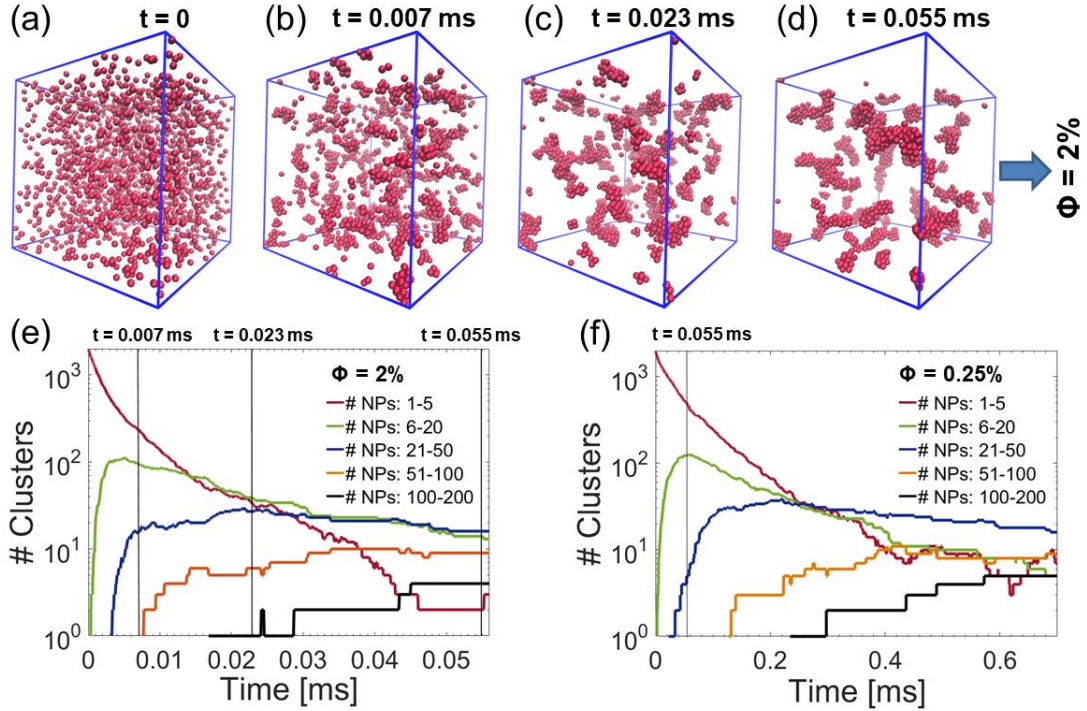 (a) t = 0
(b) t = 0.007 ms
(c) t = 0.023 ms
(d) t = 0.055 ms
Φ = 2%
(e)
t = 0.007 ms t = 0.023 ms t = 0.055 ms
Φ = 2%
# NPs: 1-5
# NPs: 6-20
# NPs: 21-50
# NPs: 51-100
# NPs: 100-200
# Clusters
10³
10²
10¹
10⁰
0 0.01 0.02 0.03 0.04 0.05
Time [ms]
(f)
t = 0.055 ms
Φ = 0.25%
# NPs: 1-5
# NPs: 6-20
# NPs: 21-50
# NPs: 51-100
# NPs: 100-200
# Clusters
10³
10²
10¹
10⁰
0 0.2 0.4 0.6
Time [ms]